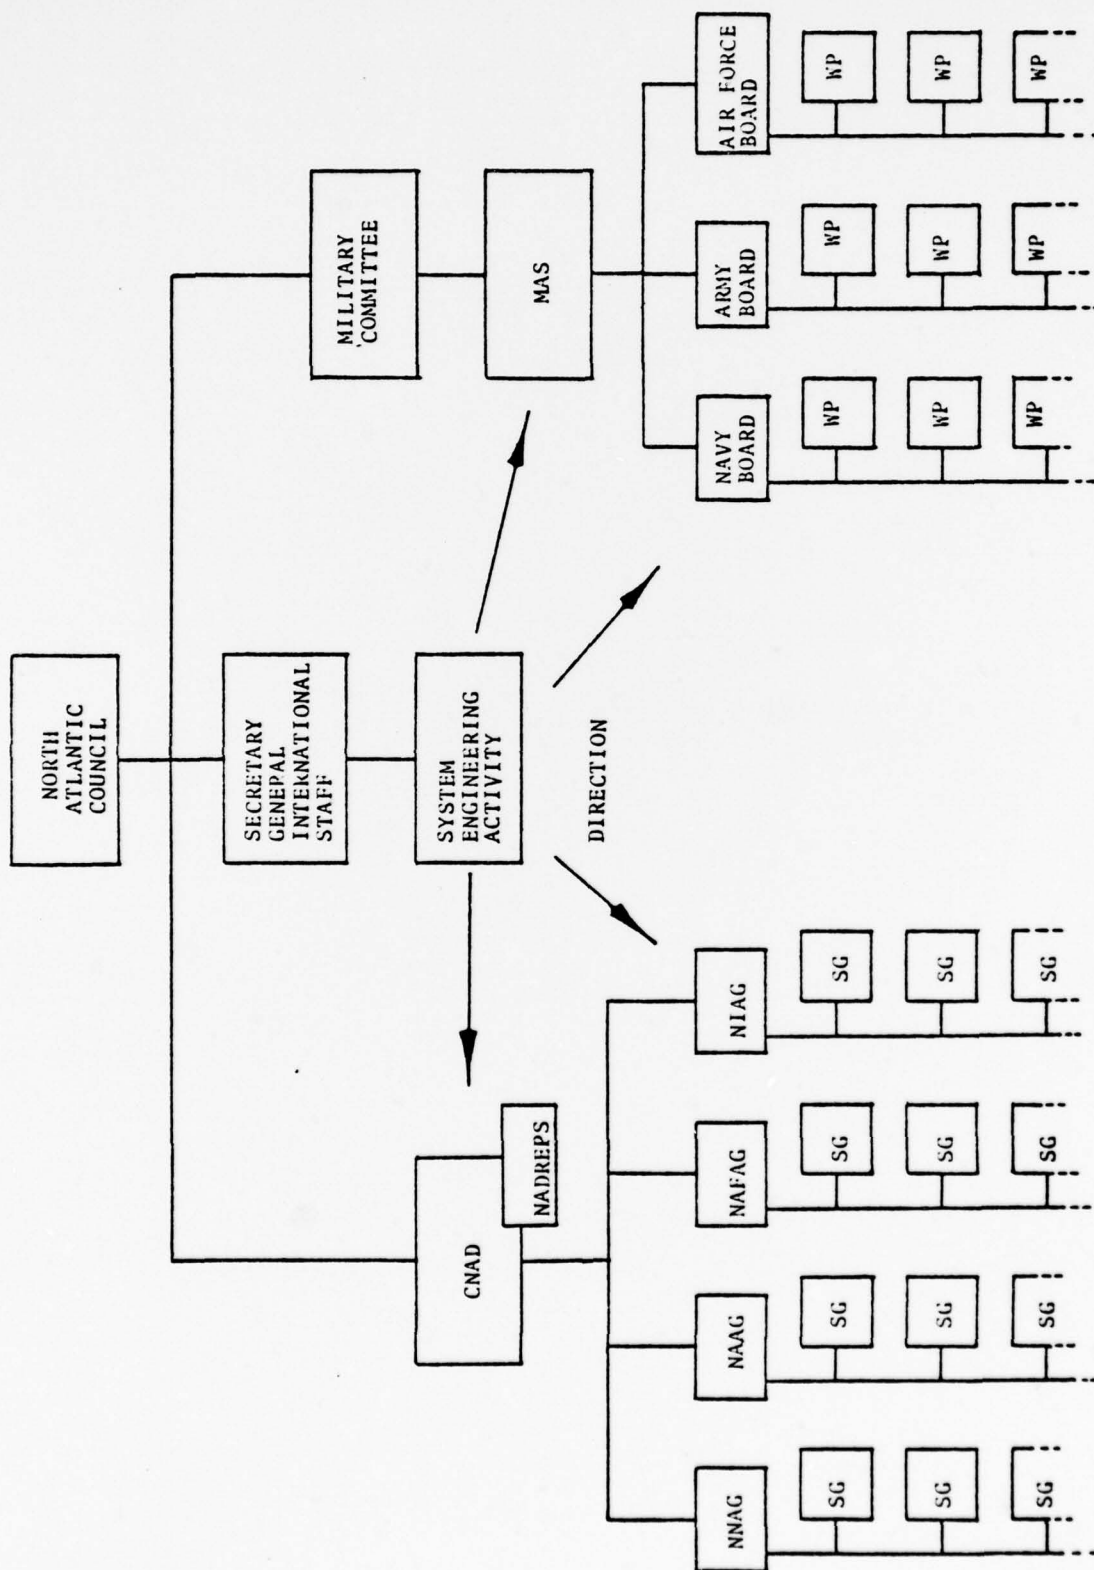 NORTH
ATLANTIC
COUNCIL
SECRETARY
GENERAL
INTERNATIONAL
STAFF
MILITARY
COMMITTEE
CNAD
NADREPS
SYSTEM
ENGINEERING
ACTIVITY
MAS
DIRECTION
NNAG
NAAG
NAFAG
NIAG
NAVY
BOARD
ARMY
BOARD
AIR FORCE
BOARD
SG
SG
SG
SG
WP
WP
WP
SG
SG
SG
SG
WP
WP
WP
SG
SG
SG
SG
WP
WP
WP